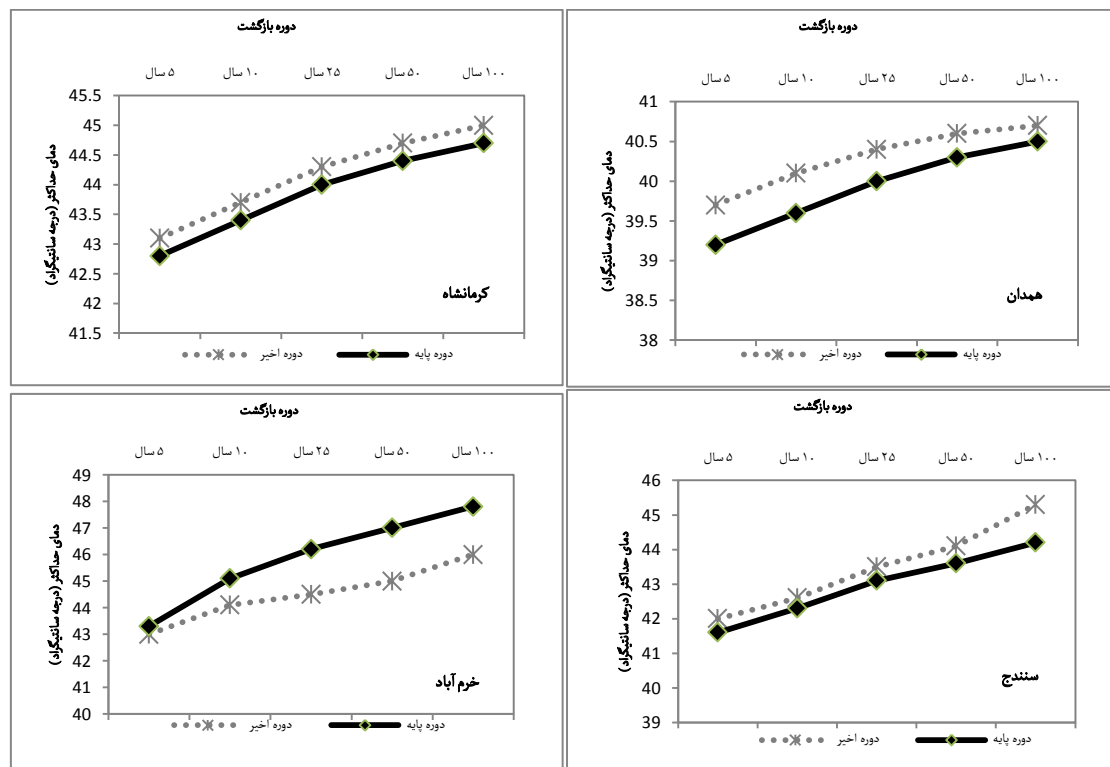 دوره بازگشت
۵ سال
۱۰ سال
۲۵ سال
۵۰ سال
۱۰۰ سال
45.5
45
44.5
44
43.5
43
42.5
42
41.5
دمای حداکثر (درجه سانتیگراد)
کرمانشاه
دوره اخیر
دوره پایه
دوره بازگشت
۵ سال
۱۰ سال
۲۵ سال
۵۰ سال
۱۰۰ سال
41
40.5
40
39.5
39
38.5
38
دمای حداکثر (درجه سانتیگراد)
همدان
دوره اخیر
دوره پایه
دوره بازگشت
۵ سال
۱۰ سال
۲۵ سال
۵۰ سال
۱۰۰ سال
49
48
47
46
45
44
43
42
41
40
دمای حداکثر (درجه سانتیگراد)
خرم آباد
دوره اخیر
دوره پایه
دوره بازگشت
۵ سال
۱۰ سال
۲۵ سال
۵۰ سال
۱۰۰ سال
46
45
44
43
42
41
40
39
دمای حداکثر (درجه سانتیگراد)
سنندج
دوره اخیر
دوره پایه